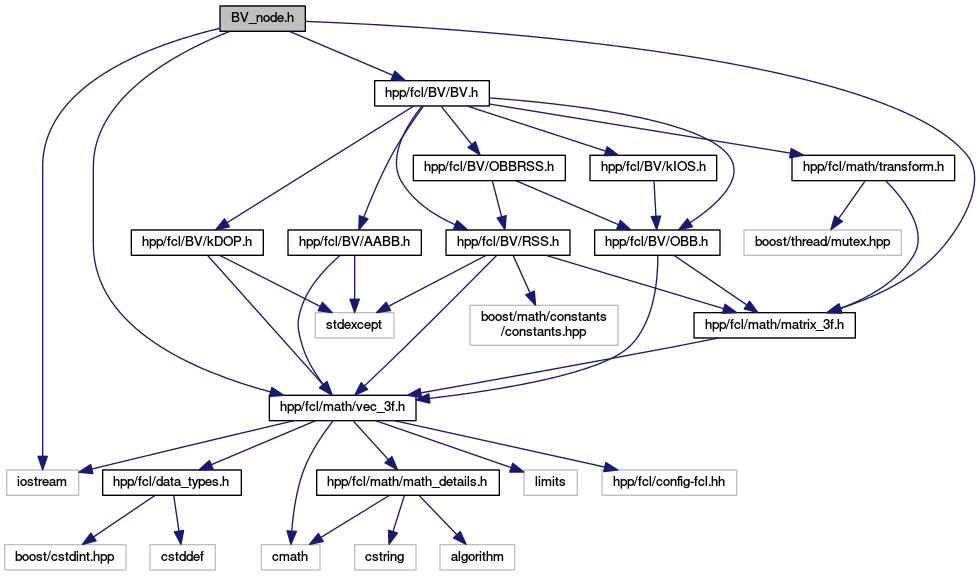 BV_node.h
hpp/fcl/BV/BV.h
hpp/fcl/BV/OBBRSS.h
hpp/fcl/BV/kIOS.h
hpp/fcl/math/transform.h
hpp/fcl/BV/kDOP.h
hpp/fcl/BV/AABB.h
hpp/fcl/BV/RSS.h
hpp/fcl/BV/OBB.h
boost/thread/mutex.hpp
stdexcept
boost/math/constants
/constants.hpp
hpp/fcl/math/matrix_3f.h
hpp/fcl/math/vec_3f.h
iostream
hpp/fcl/data_types.h
hpp/fcl/math/math_details.h
limits
hpp/fcl/config-fcl.hh
boost/cstdint.hpp
cstddef
cmath
cstring
algorithm